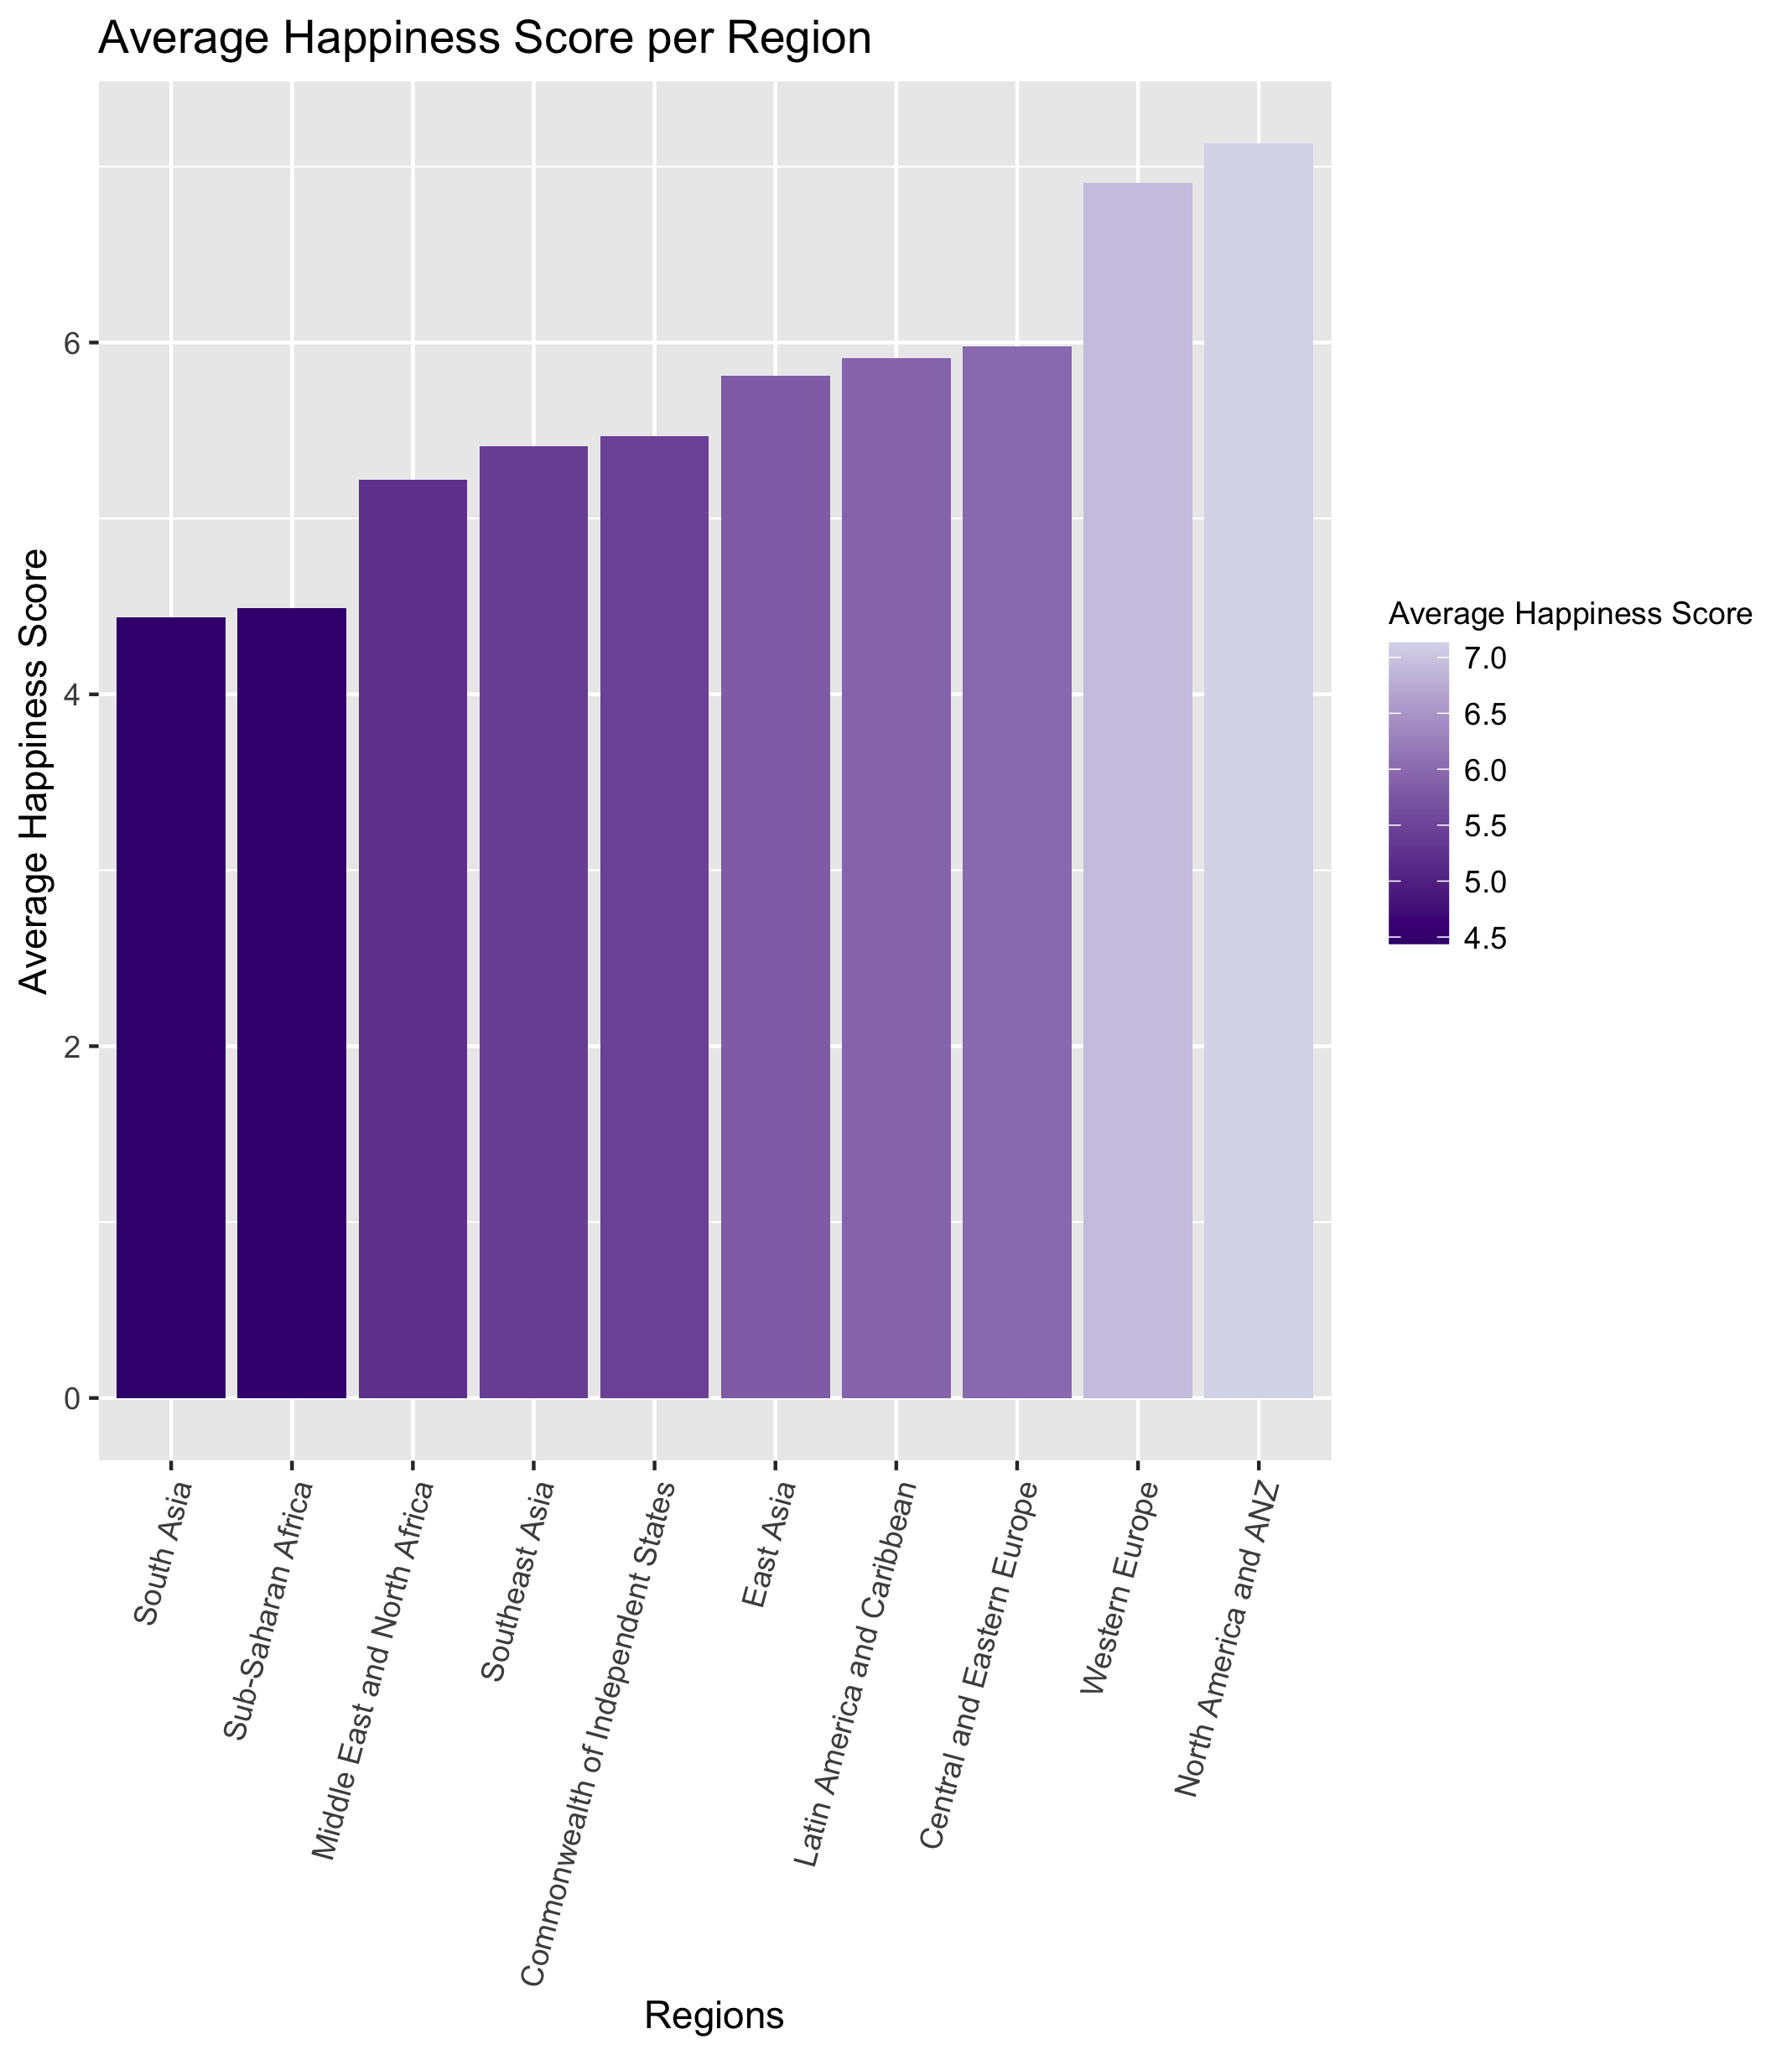 Average Happiness Score per Region
Average Happiness Score
6
4
2
0
South Asia
Sub-Saharan Africa
Middle East and North Africa
Southeast Asia
Commonwealth of Independent States
East Asia
Latin America and Caribbean
Central and Eastern Europe
Western Europe
North America and ANZ
Regions
Average Happiness Score
7.0
6.5
6.0
5.5
5.0
4.5